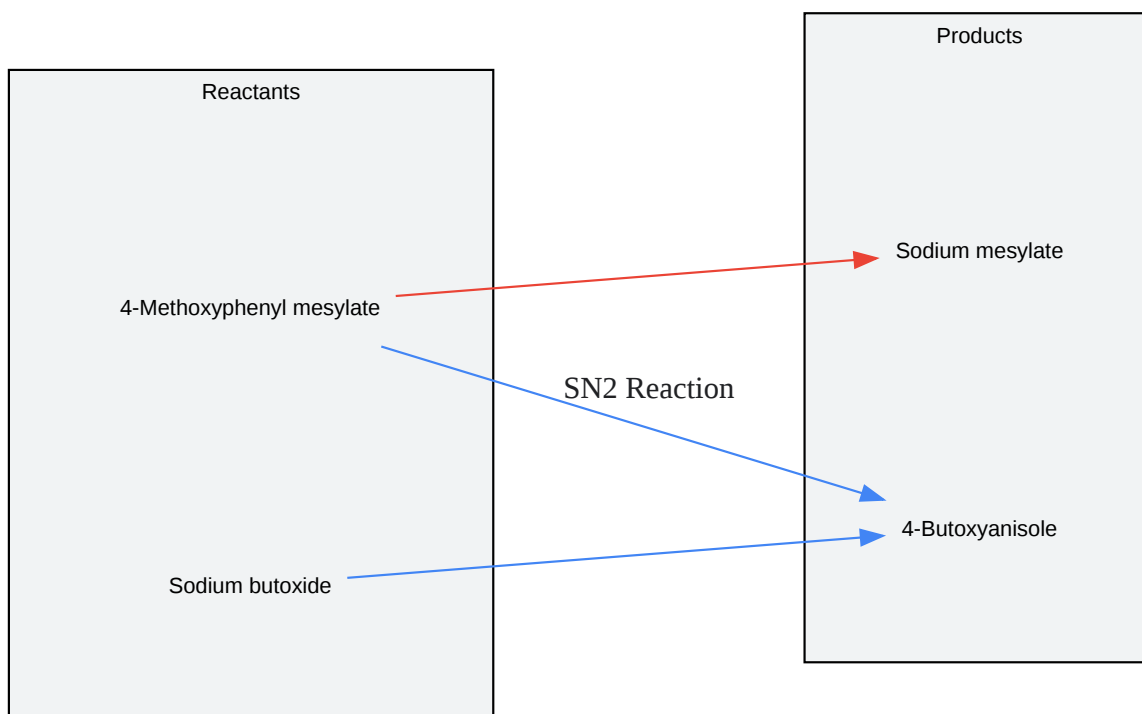 Reactants
4-Methoxyphenyl mesylate
Sodium butoxide
SN2 Reaction
Products
Sodium mesylate
4-Butoxyanisole